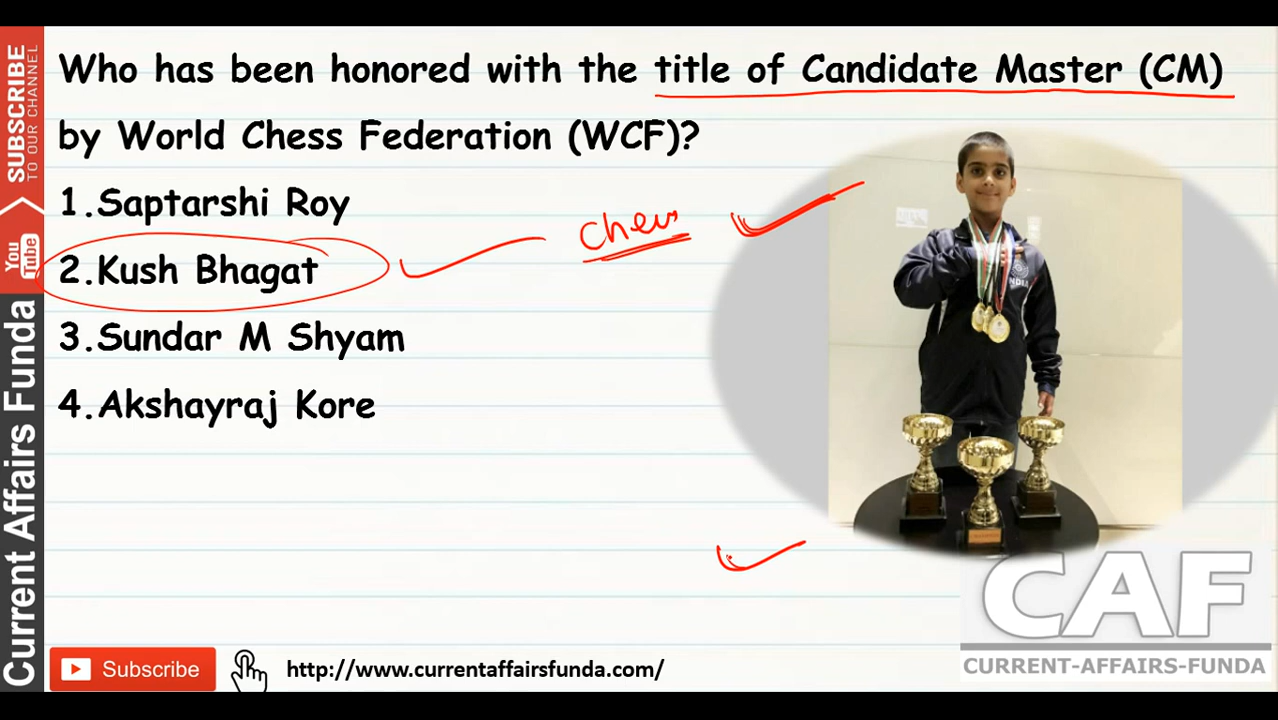 Who has been honored with the title of Candidate Master (CM)
by World Chess Federation (WCF)?
1.Saptarshi Roy
2.Kush Bhagat
3.Sundar M Shyam
4.Akshayraj Kore
SUBSCRIBE
TO OUR CHANNEL
You
Tube
Current Affairs Funda
CAF
CURRENT-AFFAIRS-FUNDA
Subscribe
http://www.currentaffairsfunda.com/